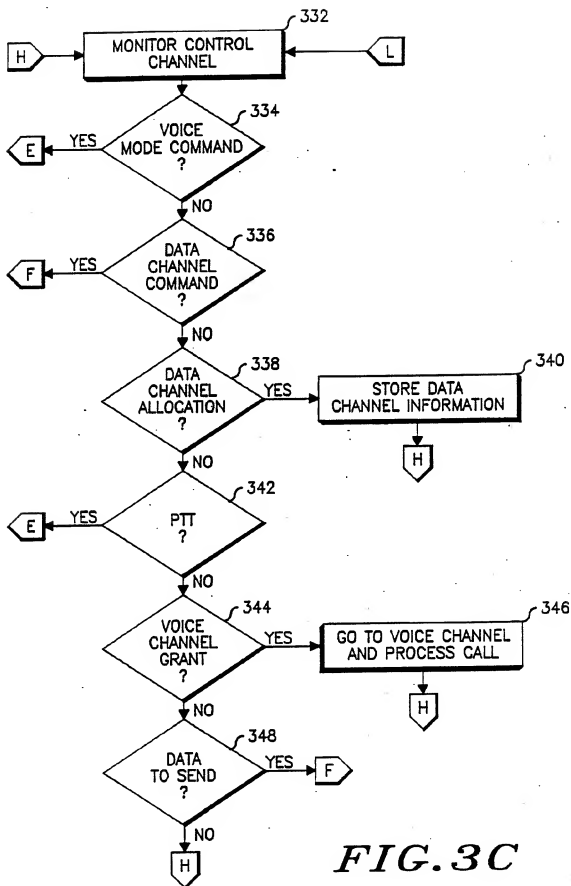 332
H
MONITOR CONTROL
CHANNEL
L
334
VOICE
MODE COMMAND
?
YES
E
NO
336
DATA
CHANNEL
COMMAND
?
YES
F
NO
338
DATA
CHANNEL
ALLOCATION
?
YES
340
STORE DATA
CHANNEL INFORMATION
H
NO
342
PTT
?
YES
E
NO
344
VOICE
CHANNEL
GRANT
?
YES
346
GO TO VOICE CHANNEL
AND PROCESS CALL
H
NO
348
DATA
TO SEND
?
YES
F
NO
H
FIG.3C